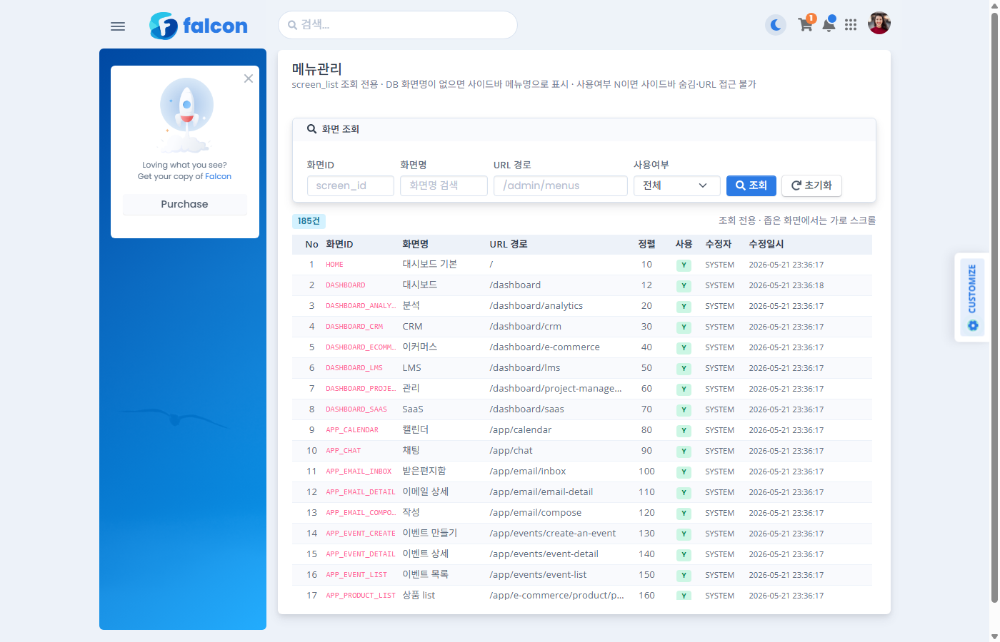 falcon
검색...
1
Loving what you see?
Get your copy of Falcon
Purchase
메뉴관리
screen_list 조회 전용 · DB 화면명이 없으면 사이드바 메뉴명으로 표시 · 사용여부 N이면 사이드바 숨김·URL 접근 불가
화면 조회
화면ID 화면명 URL 경로 사용여부
screen_id 화면명 검색 /admin/menus 전체 조회 초기화
185건 조회 전용 · 좁은 화면에서는 가로 스크롤
No 화면ID 화면명 URL 경로 정렬 사용 수정자 수정일시
1 HOME 대시보드 기본 / 10 Y SYSTEM 2026-05-21 23:36:17
2 DASHBOARD 대시보드 /dashboard 12 Y SYSTEM 2026-05-21 23:36:18
3 DASHBOARD_ANALY… 분석 /dashboard/analytics 20 Y SYSTEM 2026-05-21 23:36:17
4 DASHBOARD_CRM CRM /dashboard/crm 30 Y SYSTEM 2026-05-21 23:36:17
5 DASHBOARD_ECOMM… 이커머스 /dashboard/e-commerce 40 Y SYSTEM 2026-05-21 23:36:17
6 DASHBOARD_LMS LMS /dashboard/lms 50 Y SYSTEM 2026-05-21 23:36:17
7 DASHBOARD_PROJE… 관리 /dashboard/project-manage... 60 Y SYSTEM 2026-05-21 23:36:17
8 DASHBOARD_SAAS SaaS /dashboard/saas 70 Y SYSTEM 2026-05-21 23:36:17
9 APP_CALENDAR 캘린더 /app/calendar 80 Y SYSTEM 2026-05-21 23:36:17
10 APP_CHAT 채팅 /app/chat 90 Y SYSTEM 2026-05-21 23:36:17
11 APP_EMAIL_INBOX 받은편지함 /app/email/inbox 100 Y SYSTEM 2026-05-21 23:36:17
12 APP_EMAIL_DETAIL 이메일 상세 /app/email/email-detail 110 Y SYSTEM 2026-05-21 23:36:17
13 APP_EMAIL_COMPO… 작성 /app/email/compose 120 Y SYSTEM 2026-05-21 23:36:17
14 APP_EVENT_CREATE 이벤트 만들기 /app/events/create-an-event 130 Y SYSTEM 2026-05-21 23:36:17
15 APP_EVENT_DETAIL 이벤트 상세 /app/events/event-detail 140 Y SYSTEM 2026-05-21 23:36:17
16 APP_EVENT_LIST 이벤트 목록 /app/events/event-list 150 Y SYSTEM 2026-05-21 23:36:17
17 APP_PRODUCT_LIST 상품 list /app/e-commerce/product/p... 160 Y SYSTEM 2026-05-21 23:36:17
CUSTOMIZE